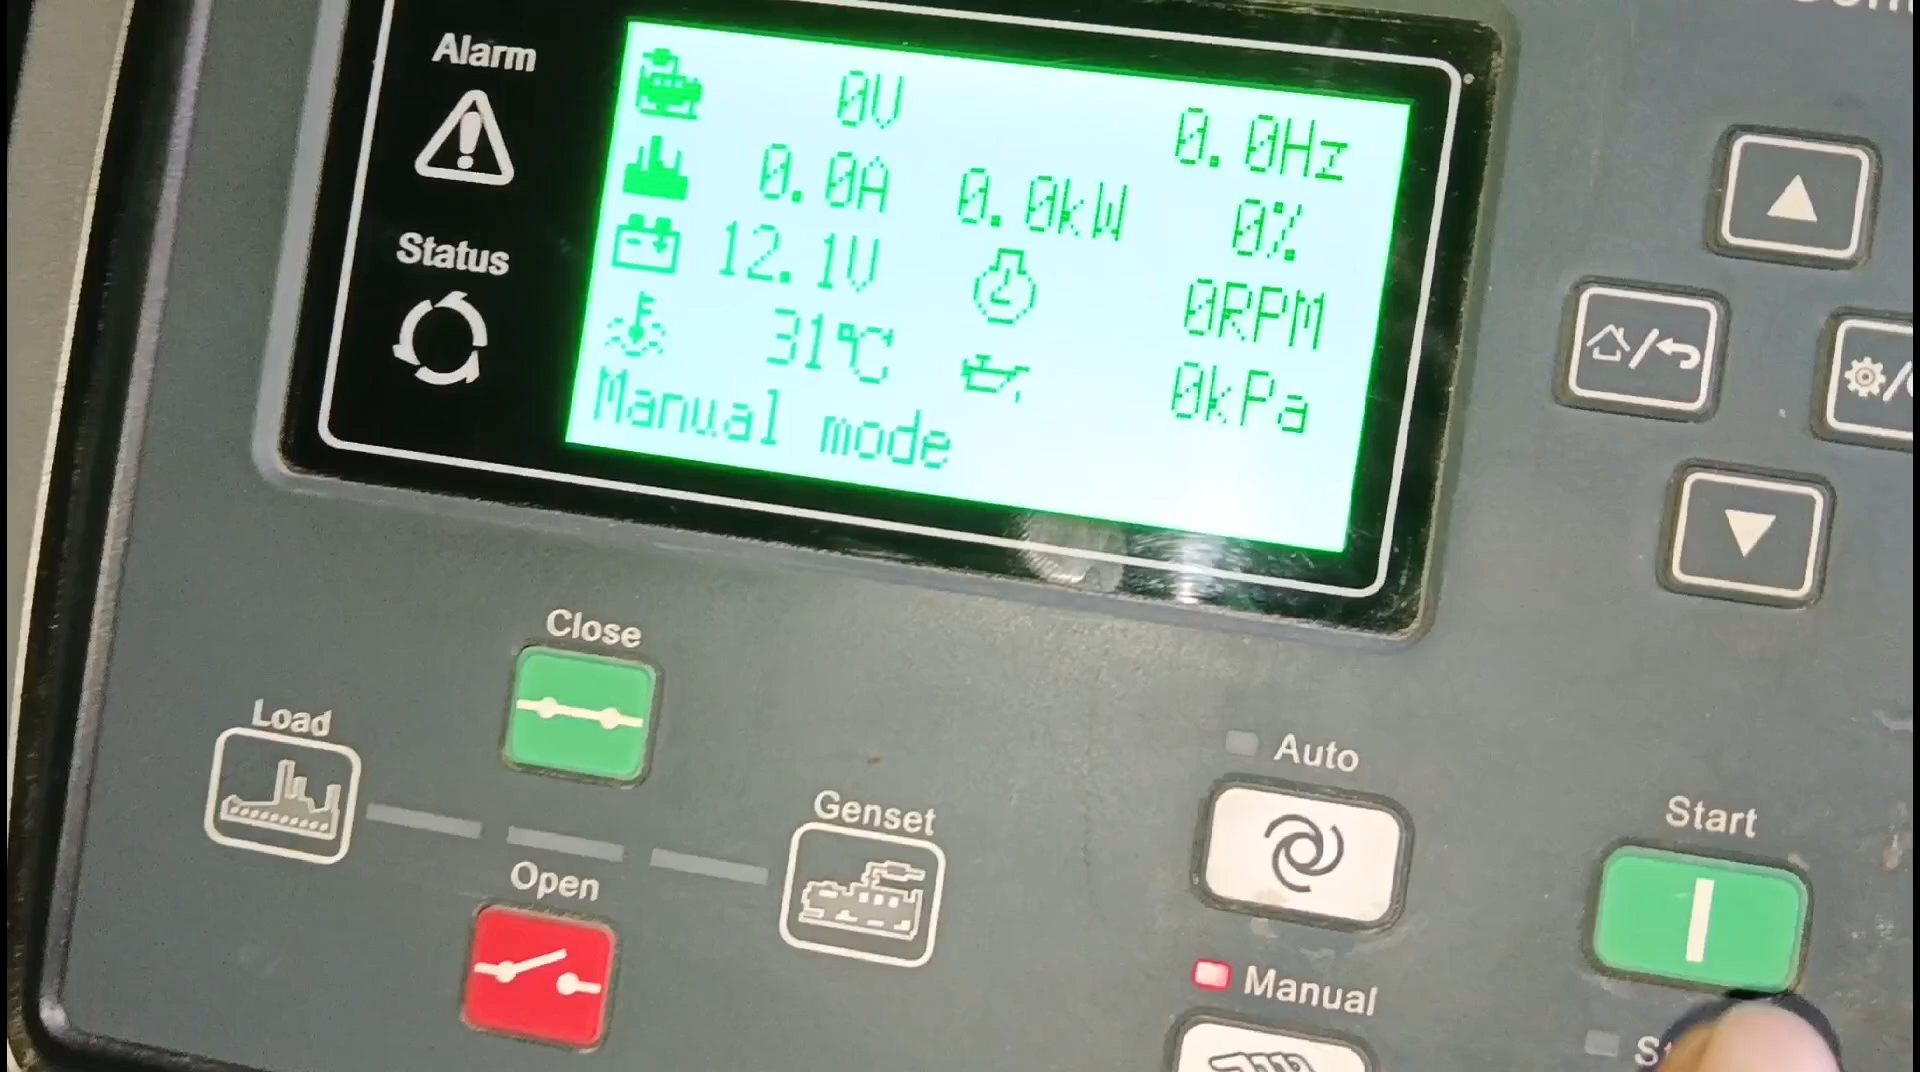 Alarm
0V 0.0Hz
0.0A 0.0kW 0%
Status
12.1V 0RPM
31℃ 0kPa
Manual mode
Close
Load
Auto
Genset
Start
Open
Manual